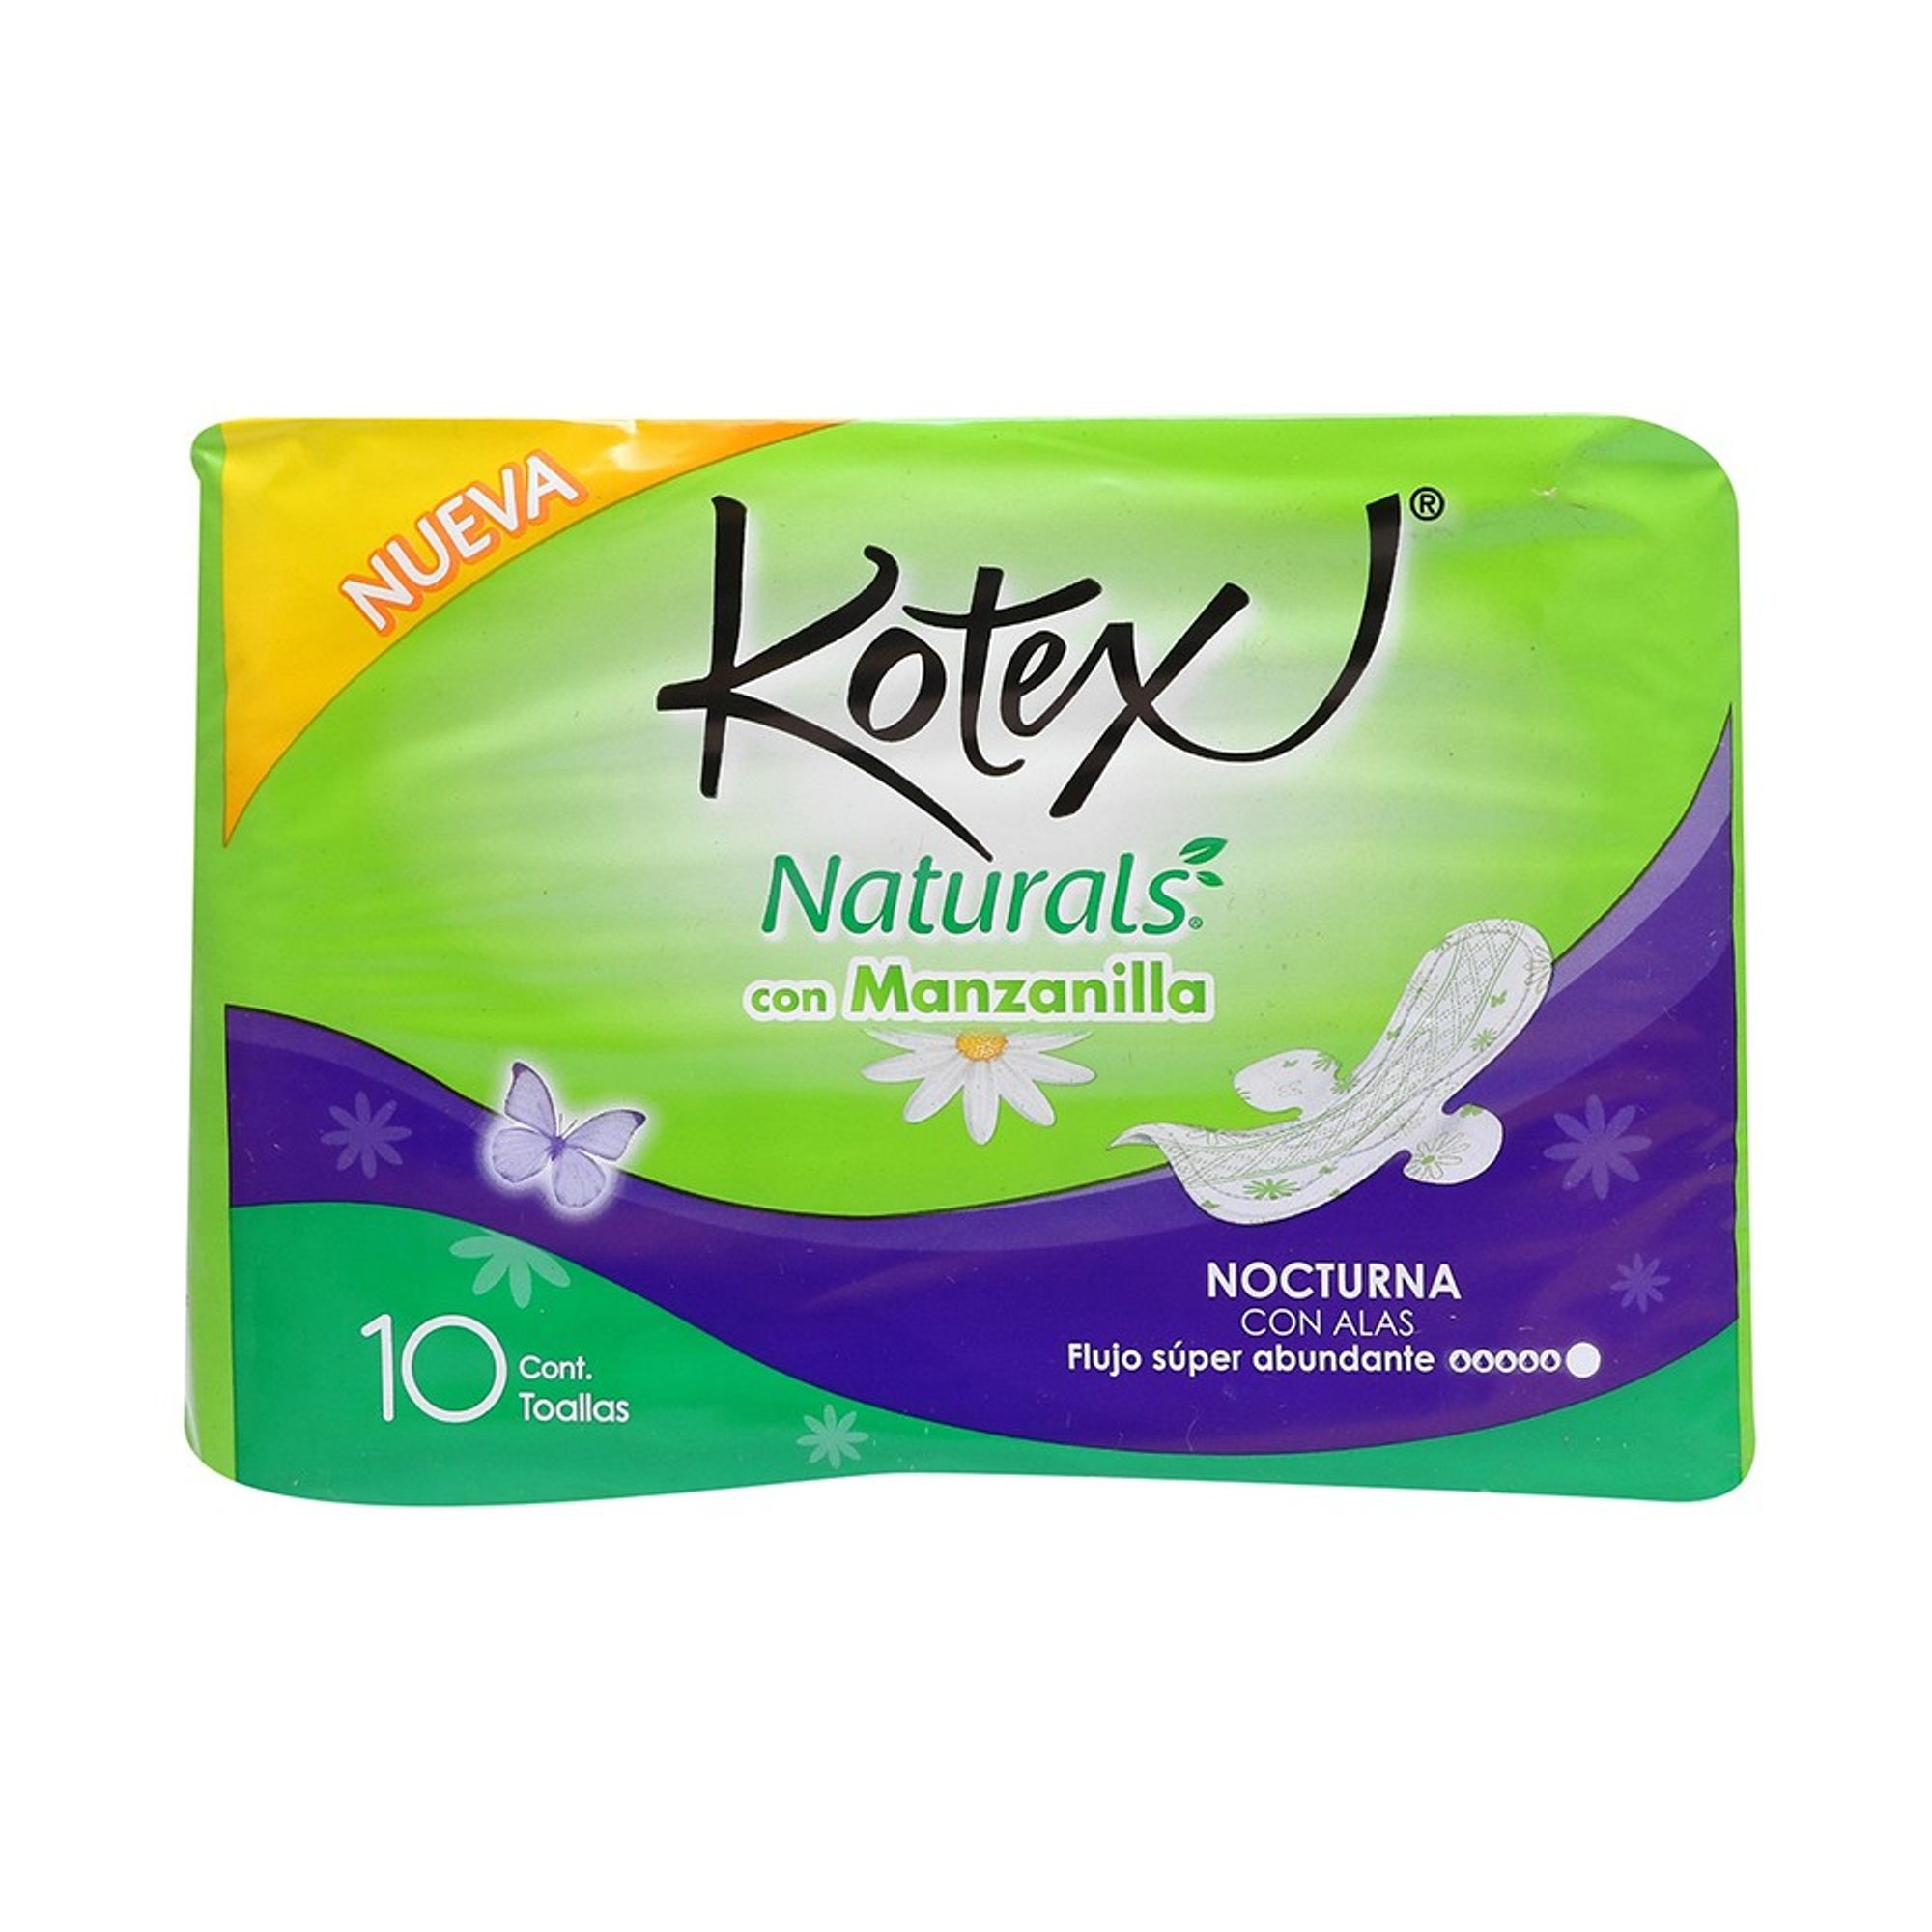 NUEVA
Kotex®
Naturals®
con Manzanilla
NOCTURNA
CON ALAS
Flujo súper abundante
10 Cont.
Toallas